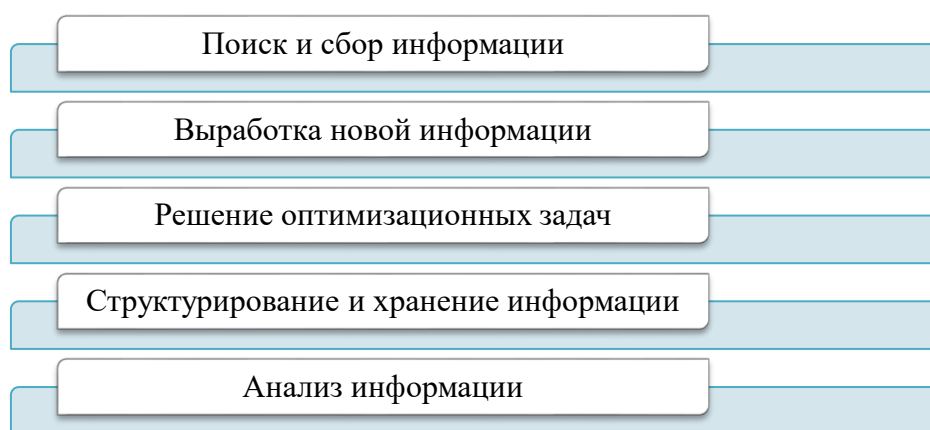 Поиск и сбор информации
Выработка новой информации
Решение оптимизационных задач
Структурирование и хранение информации
Анализ информации